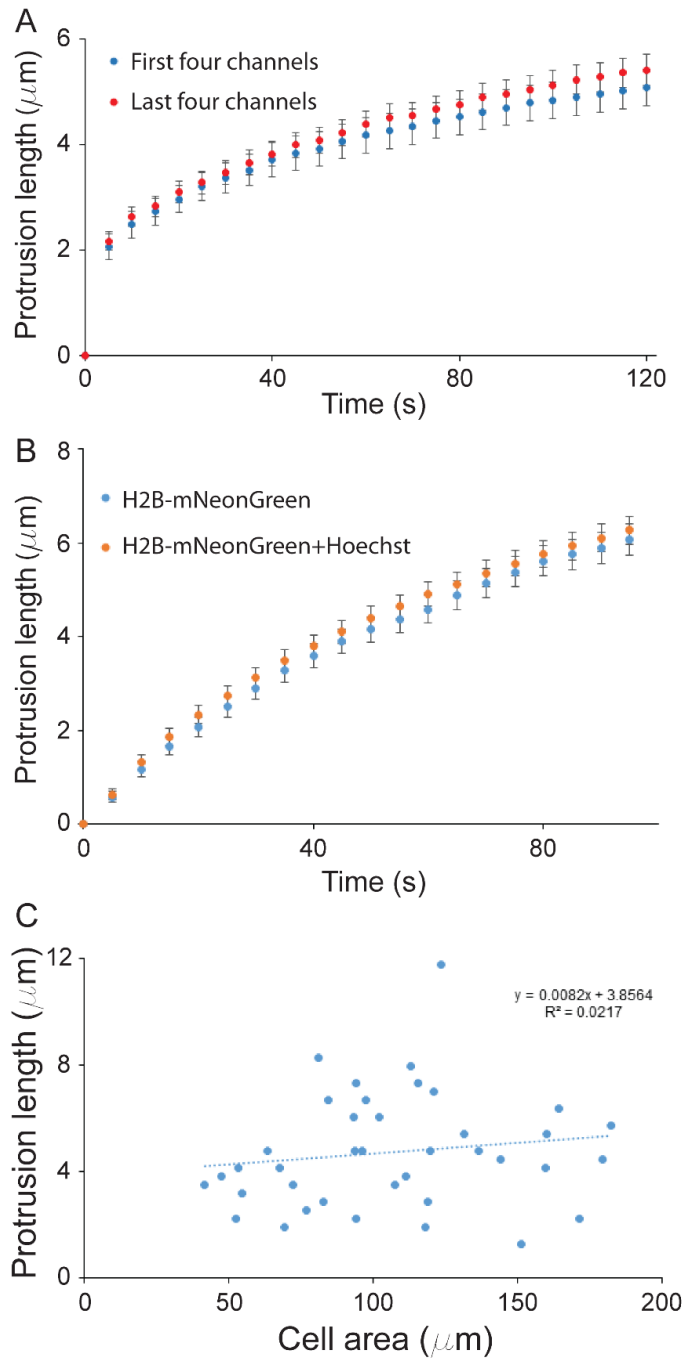 A
Protrusion length (μm)
6
4
2
0
First four channels
Last four channels
0
40
80
120
Time (s)
B
Protrusion length (μm)
8
6
4
2
0
H2B-mNeonGreen
H2B-mNeonGreen+Hoechst
0
40
80
Time (s)
C
Protrusion length (μm)
12
8
4
0
y = 0.0082x + 3.8564
R² = 0.0217
0
50
100
150
200
Cell area (μm)